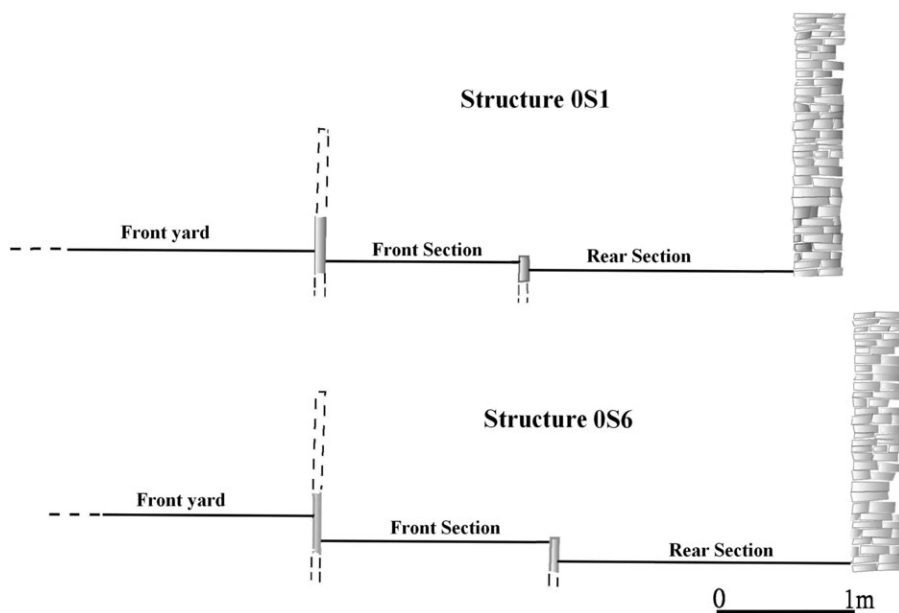 Structure 0S1
Front yard
Front Section
Rear Section
Structure 0S6
Front yard
Front Section
Rear Section
0 1m